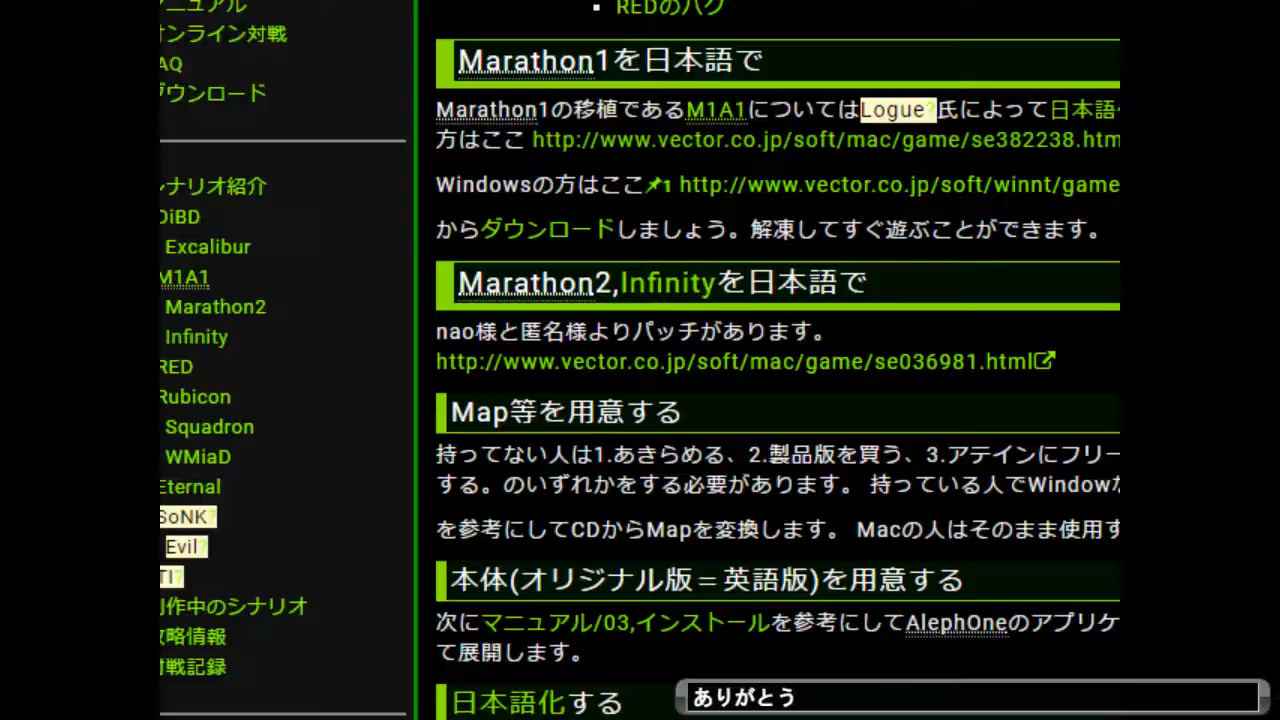 ニュアル
オンライン対戦
AQ
ダウンロード
シナリオ紹介
DiBD
Excalibur
M1A1
Marathon2
Infinity
RED
Rubicon
Squadron
WMiaD
Eternal
SoNK?
Evil?
TI?
制作中のシナリオ
攻略情報
対戦記録
REDのバグ
Marathon1を日本語で
Marathon1の移植であるM1A1についてはLogue?氏によって日本語
方はここ http://www.vector.co.jp/soft/mac/game/se382238.htm
Windowsの方はここ 1 http://www.vector.co.jp/soft/winnt/game
からダウンロードしましょう。解凍してすぐ遊ぶことができます。
Marathon2,Infinityを日本語で
nao様と匿名様よりパッチがあります。
http://www.vector.co.jp/soft/mac/game/se036981.html
Map等を用意する
持ってない人は1.あきらめる、2.製品版を買う、3.アテインにフリー
する。のいずれかをする必要があります。 持っている人でWindow
を参考にしてCDからMapを変換します。 Macの人はそのまま使用す
本体(オリジナル版＝英語版)を用意する
次にマニュアル/03,インストールを参考にしてAlephOneのアプリケ
て展開します。
日本語化する
ありがとう